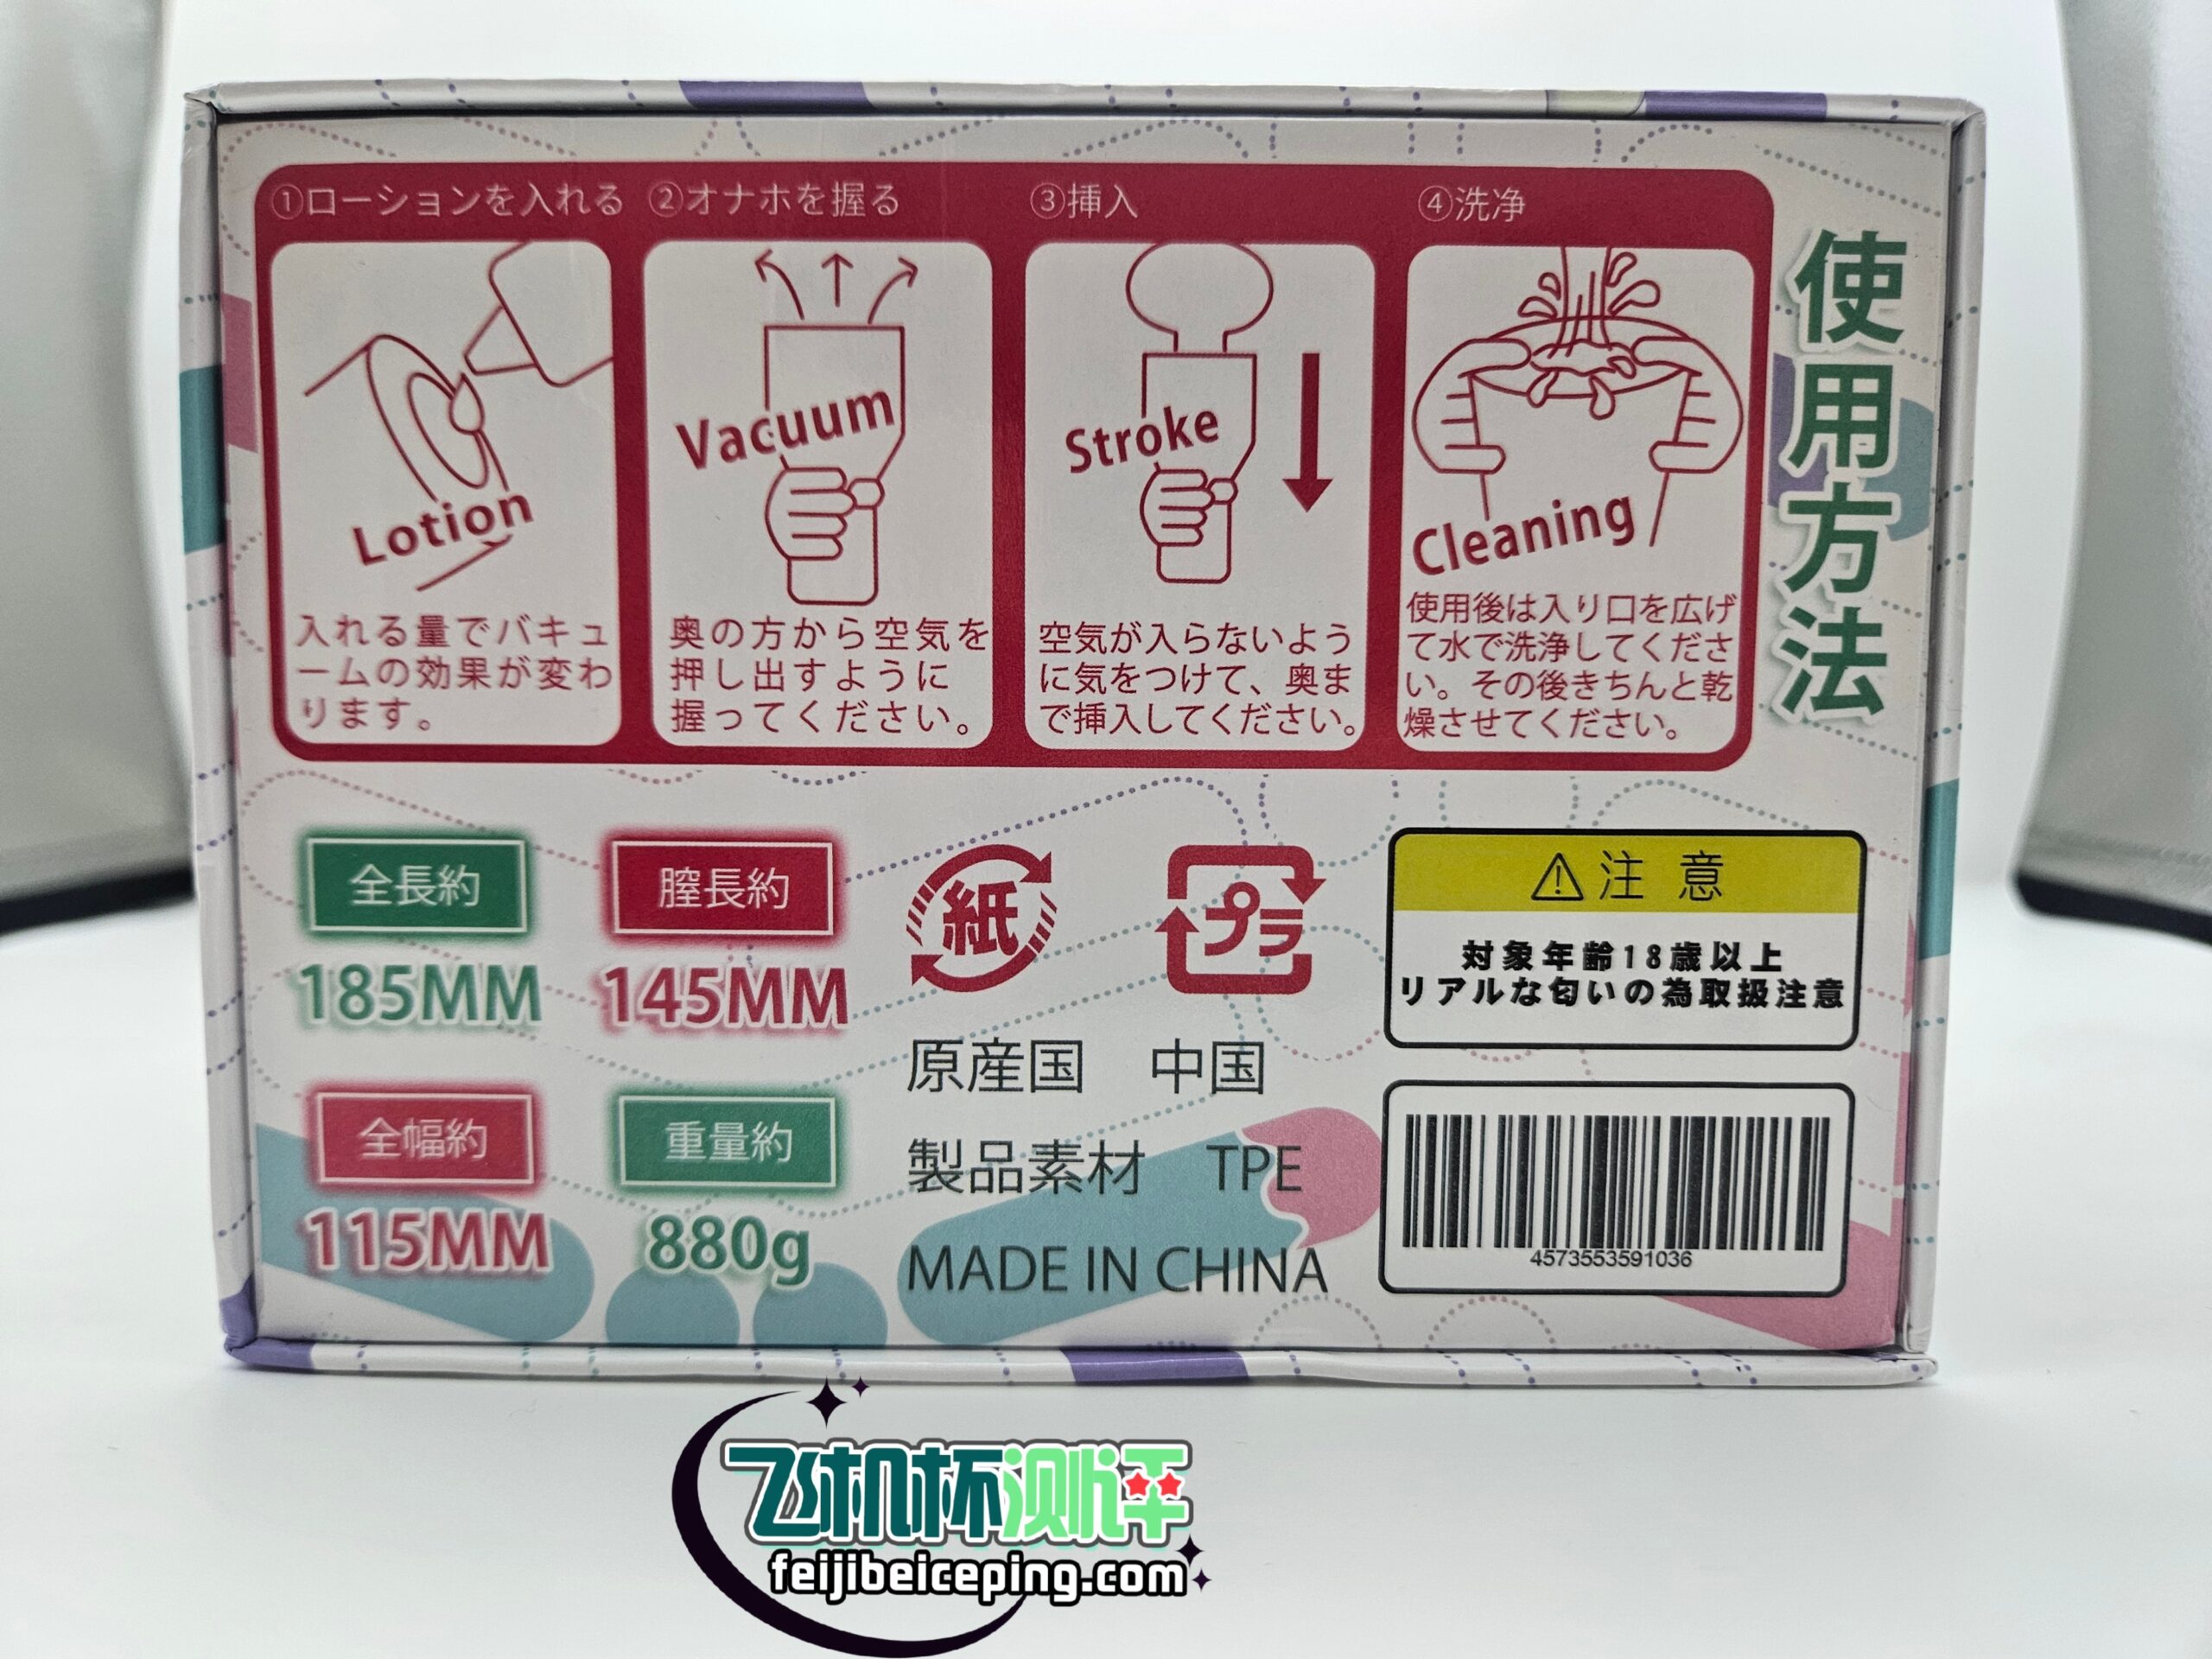 使用方法
①ローションを入れる
Lotion
入れる量でバキュ
ームの効果が変わ
ります。
②オナホを握る
Vacuum
奥の方から空気を
押し出すように
握ってください。
③挿入
Stroke
空気が入らないよう
に気をつけて、奥ま
で挿入してください。
④洗浄
Cleaning
使用後は入り口を広げ
て水で洗浄してくださ
い。その後きちんと乾
燥させてください。
全長約
185MM
膣長約
145MM
全幅約
115MM
重量約
880g
紙
プラ
原産国 中国
製品素材 TPE
MADE IN CHINA
⚠注意
対象年齢18歳以上
リアルな匂いの為取扱注意
4573553591036
飞机杯测评
feijibeiceping.com